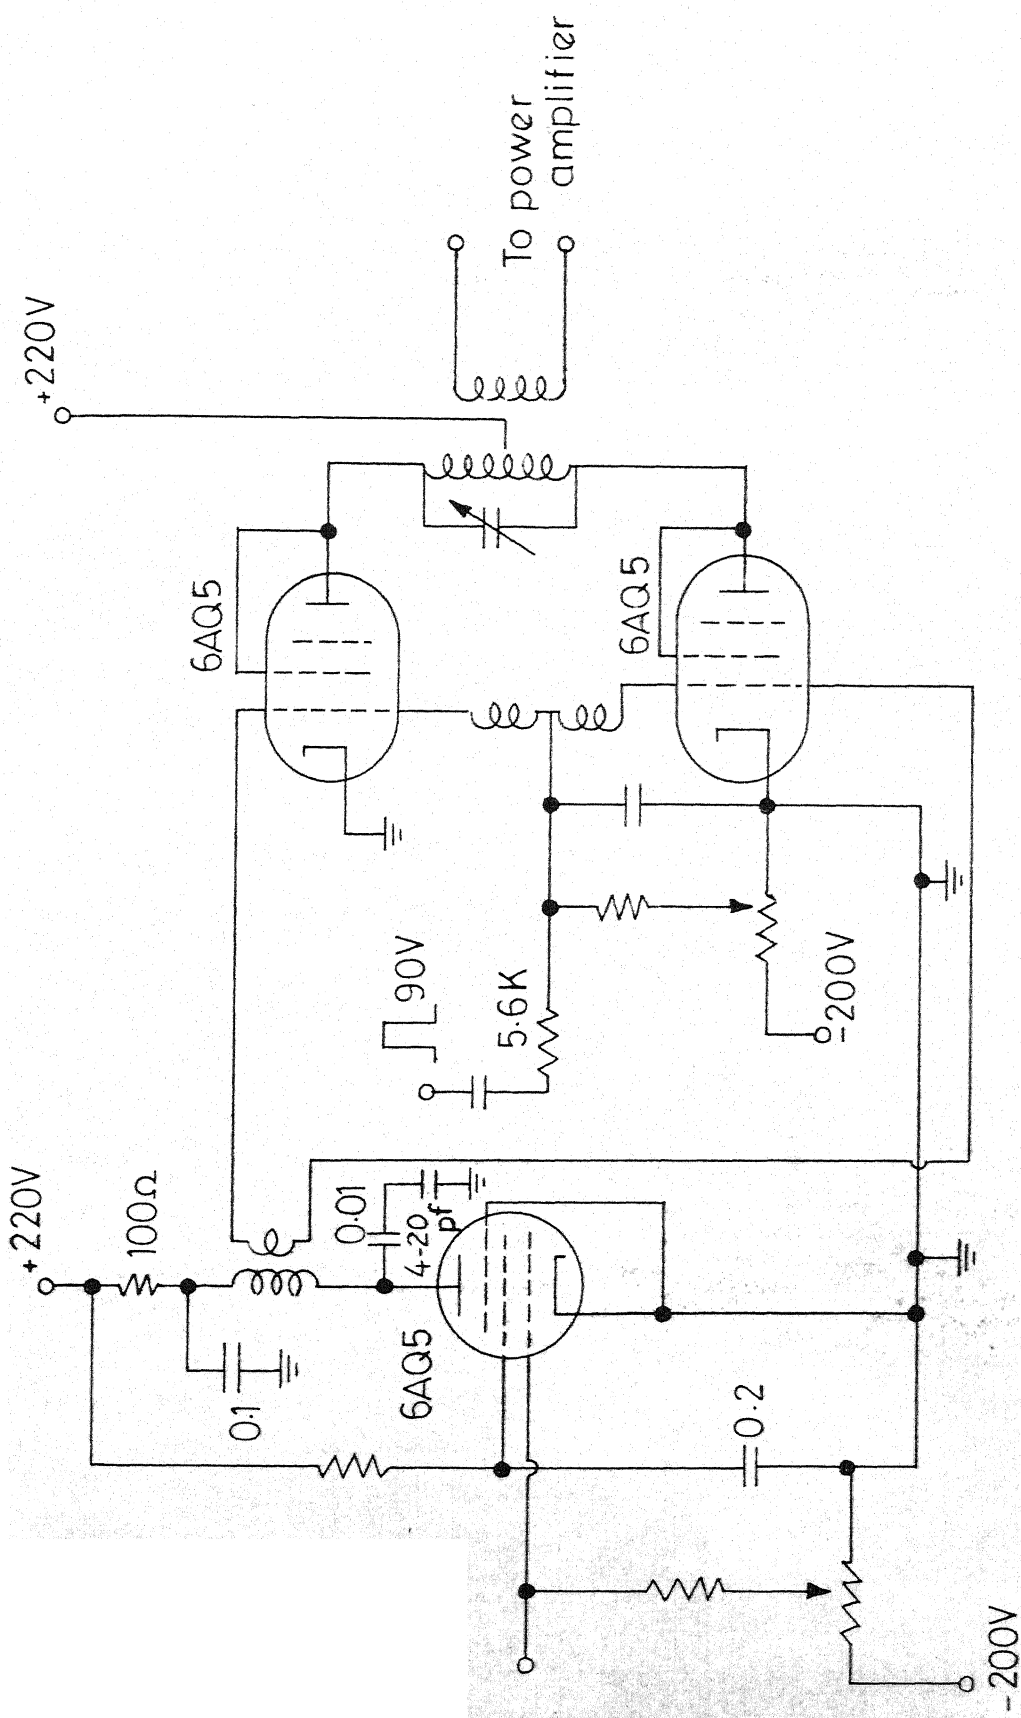 +220V
100Ω
0·1
0·01
4-20
pf
6AQ5
0·2
-200V
90V
5·6K
-200V
6AQ5
6AQ5
+220V
To power
amplifier